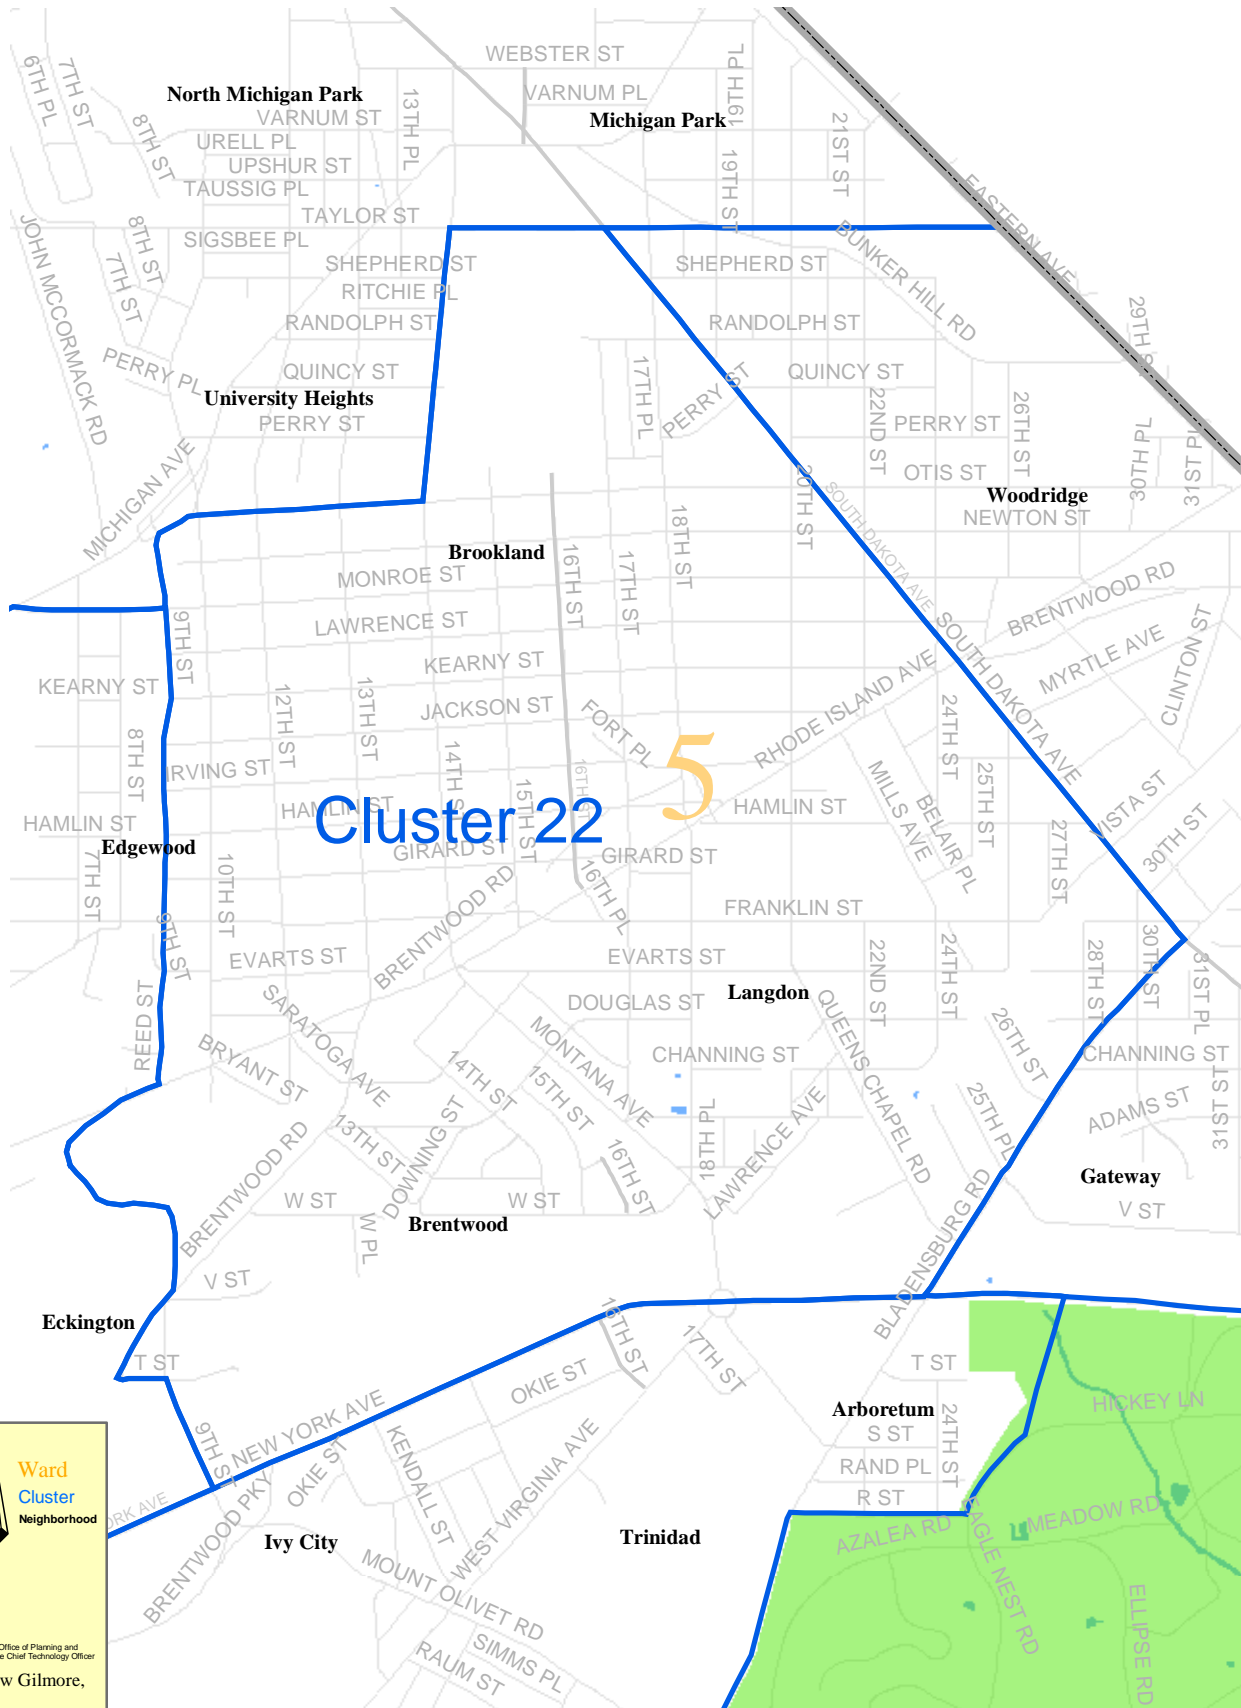 WEBSTER ST
6TH PL
7TH ST
16TH PL
North Michigan Park
VARNUM PL
13TH PL
VARNUM ST
Michigan Park
8TH ST
URELL PL
21ST ST
UPSHUR ST
19TH ST
TAUSSIG PL
EASTERN AVE
TAYLOR ST
JOHN MCCORMACK RD
8TH ST
SIGSBEE PL
BUNKER HILL RD
7TH ST
SHEPHERD ST
SHEPHERD ST
RITCHIE PL
RANDOLPH ST
RANDOLPH ST
29TH ST
PERRY PL
QUINCY ST
17TH PL
PERRY ST
QUINCY ST
University Heights
22ND ST
26TH ST
PERRY ST
PERRY ST
30TH PL
31ST PL
MICHIGAN AVE
OTIS ST
20TH ST
SOUTH DAKOTA AVE
Woodridge
NEWTON ST
18TH ST
Brookland
16TH ST
17TH ST
MONROE ST
BRENTWOOD RD
LAWRENCE ST
9TH ST
SOUTH DAKOTA AVE
MYRTLE AVE
CLINTON ST
KEARNY ST
KEARNY ST
RHODE ISLAND AVE
12TH ST
13TH ST
JACKSON ST
FORT PL
24TH ST
8TH ST
14TH ST
5
IRVING ST
16TH ST
15TH ST
MILLS AVE
BELAIR PL
25TH ST
HAMLIN ST
HAMLIN ST
VISTA ST
30TH ST
Cluster 22
HAMLIN ST
27TH ST
Edgewood
GIRARD ST
GIRARD ST
7TH ST
10TH ST
16TH PL
BRENTWOOD RD
FRANKLIN ST
9TH ST
EVARTS ST
EVARTS ST
22ND ST
24TH ST
28TH ST
30TH ST
31ST PL
Langdon
DOUGLAS ST
REED ST
SARATOGA AVE
MONTANA AVE
QUEENS CHAPEL RD
26TH ST
BRYANT ST
14TH ST
15TH ST
CHANNING ST
CHANNING ST
25TH PL
31ST ST
ADAMS ST
13TH ST
DOWNING ST
18TH PL
LAWRENCE AVE
BRENTWOOD RD
16TH ST
Gateway
W ST
W ST
V ST
Brentwood
W PL
BLADENSBURG RD
V ST
Eckington
16TH ST
17TH ST
T ST
T ST
OKIE ST
HICKEY LN
Arboretum
24TH ST
S ST
9TH ST
NEW YORK AVE
KENDALL ST
WEST VIRGINIA AVE
RAND PL
Ward
Cluster
Neighborhood
ORK AVE
BRENTWOOD PKY
OKIE ST
R ST
MEADOW RD
AZALEA RD
EAGLE NEST RD
Ivy City
Trinidad
MOUNT OLIVET RD
ELLIPSE RD
SIMMS PL
RAUM ST
Office of Planning and
e Chief Technology Officer
w Gilmore,